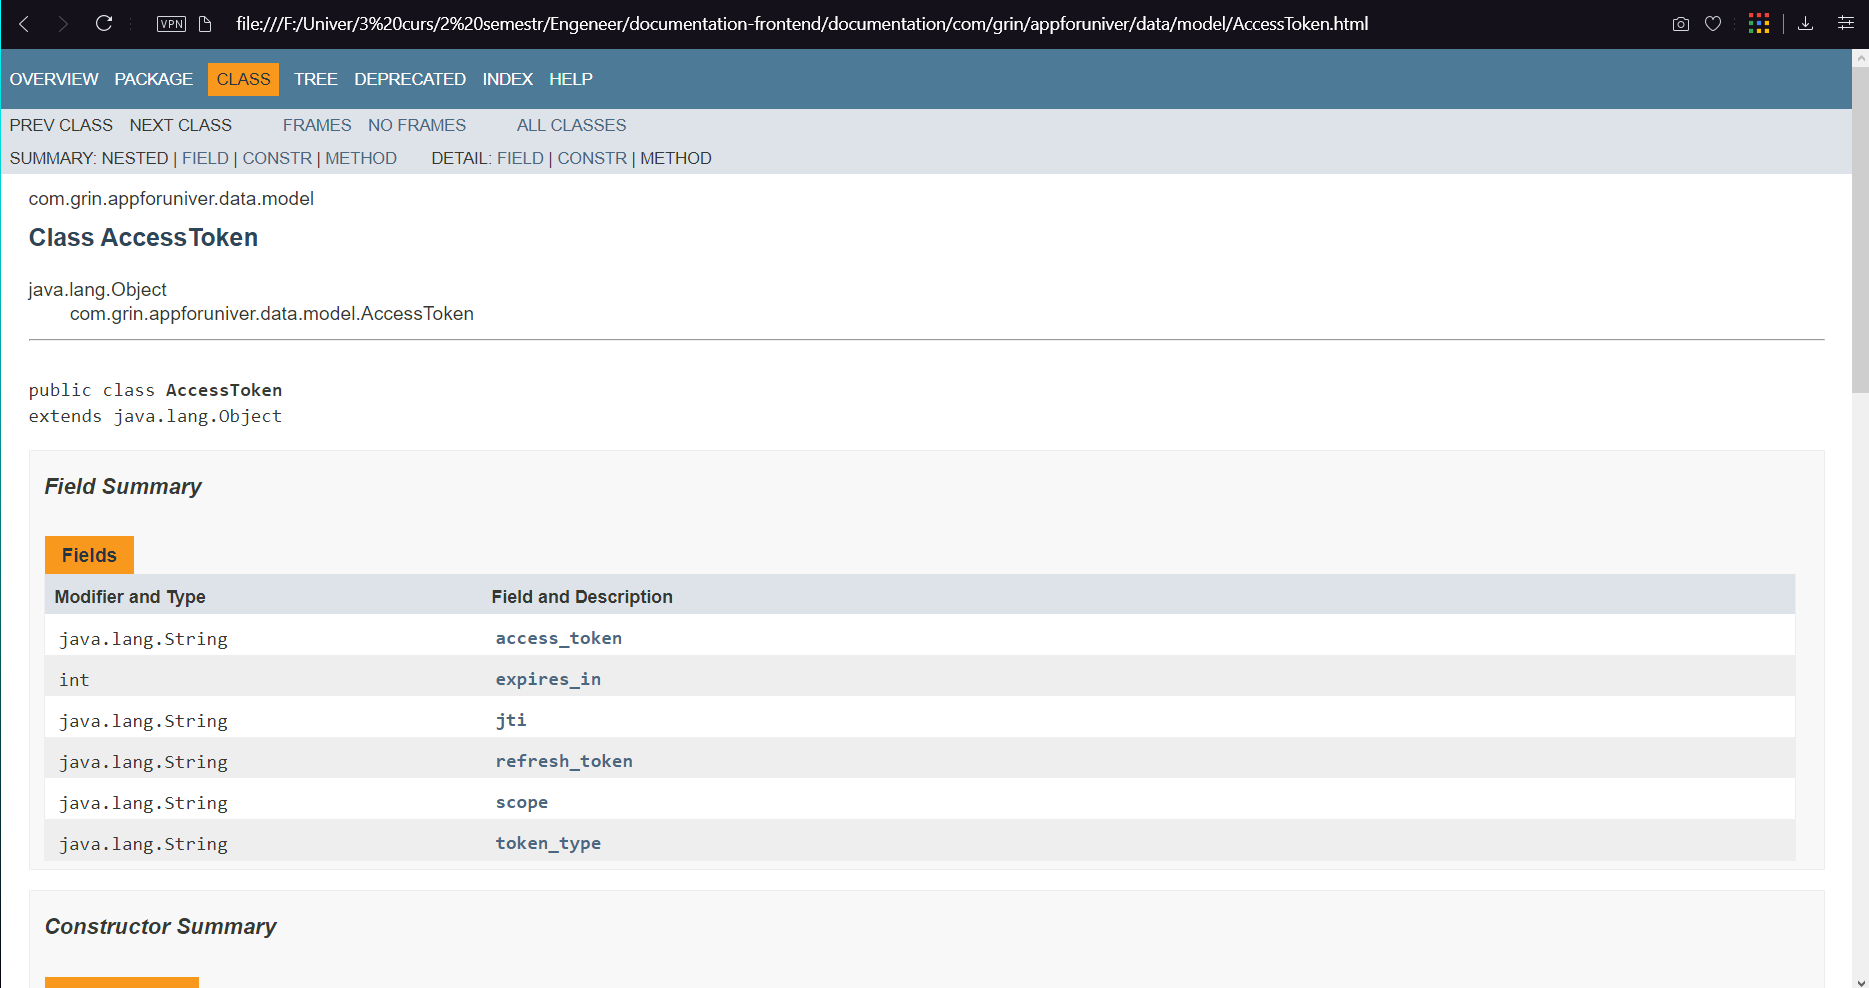 VPN file:///F:/Univer/3%20curs/2%20semestr/Engeneer/documentation-frontend/documentation/com/grin/appforuniver/data/model/AccessToken.html
OVERVIEW PACKAGE CLASS TREE DEPRECATED INDEX HELP
PREV CLASS NEXT CLASS FRAMES NO FRAMES ALL CLASSES
SUMMARY: NESTED | FIELD | CONSTR | METHOD DETAIL: FIELD | CONSTR | METHOD
com.grin.appforuniver.data.model
Class AccessToken
java.lang.Object
com.grin.appforuniver.data.model.AccessToken
public class AccessToken
extends java.lang.Object
Field Summary
Fields
Modifier and Type Field and Description
java.lang.String access_token
int expires_in
java.lang.String jti
java.lang.String refresh_token
java.lang.String scope
java.lang.String token_type
Constructor Summary